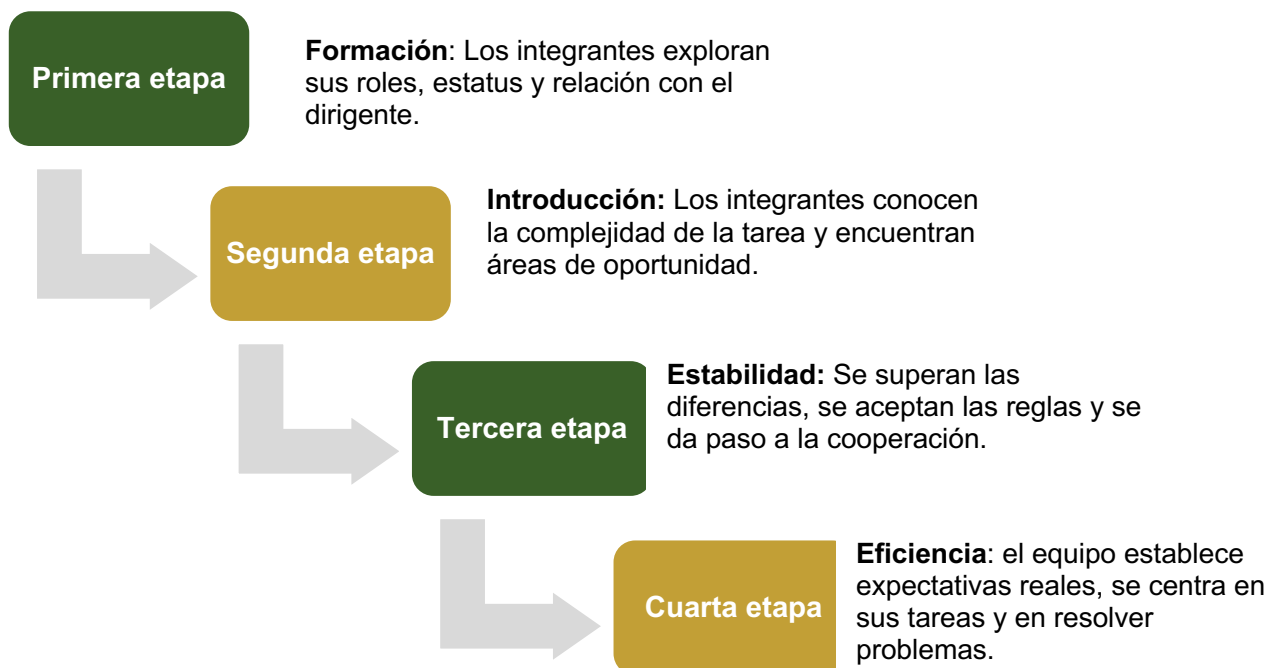 Primera etapa
Formación: Los integrantes exploran
sus roles, estatus y relación con el
dirigente.
Segunda etapa
Introducción: Los integrantes conocen
la complejidad de la tarea y encuentran
áreas de oportunidad.
Tercera etapa
Estabilidad: Se superan las
diferencias, se aceptan las reglas y se
da paso a la cooperación.
Cuarta etapa
Eficiencia: el equipo establece
expectativas reales, se centra en
sus tareas y en resolver
problemas.